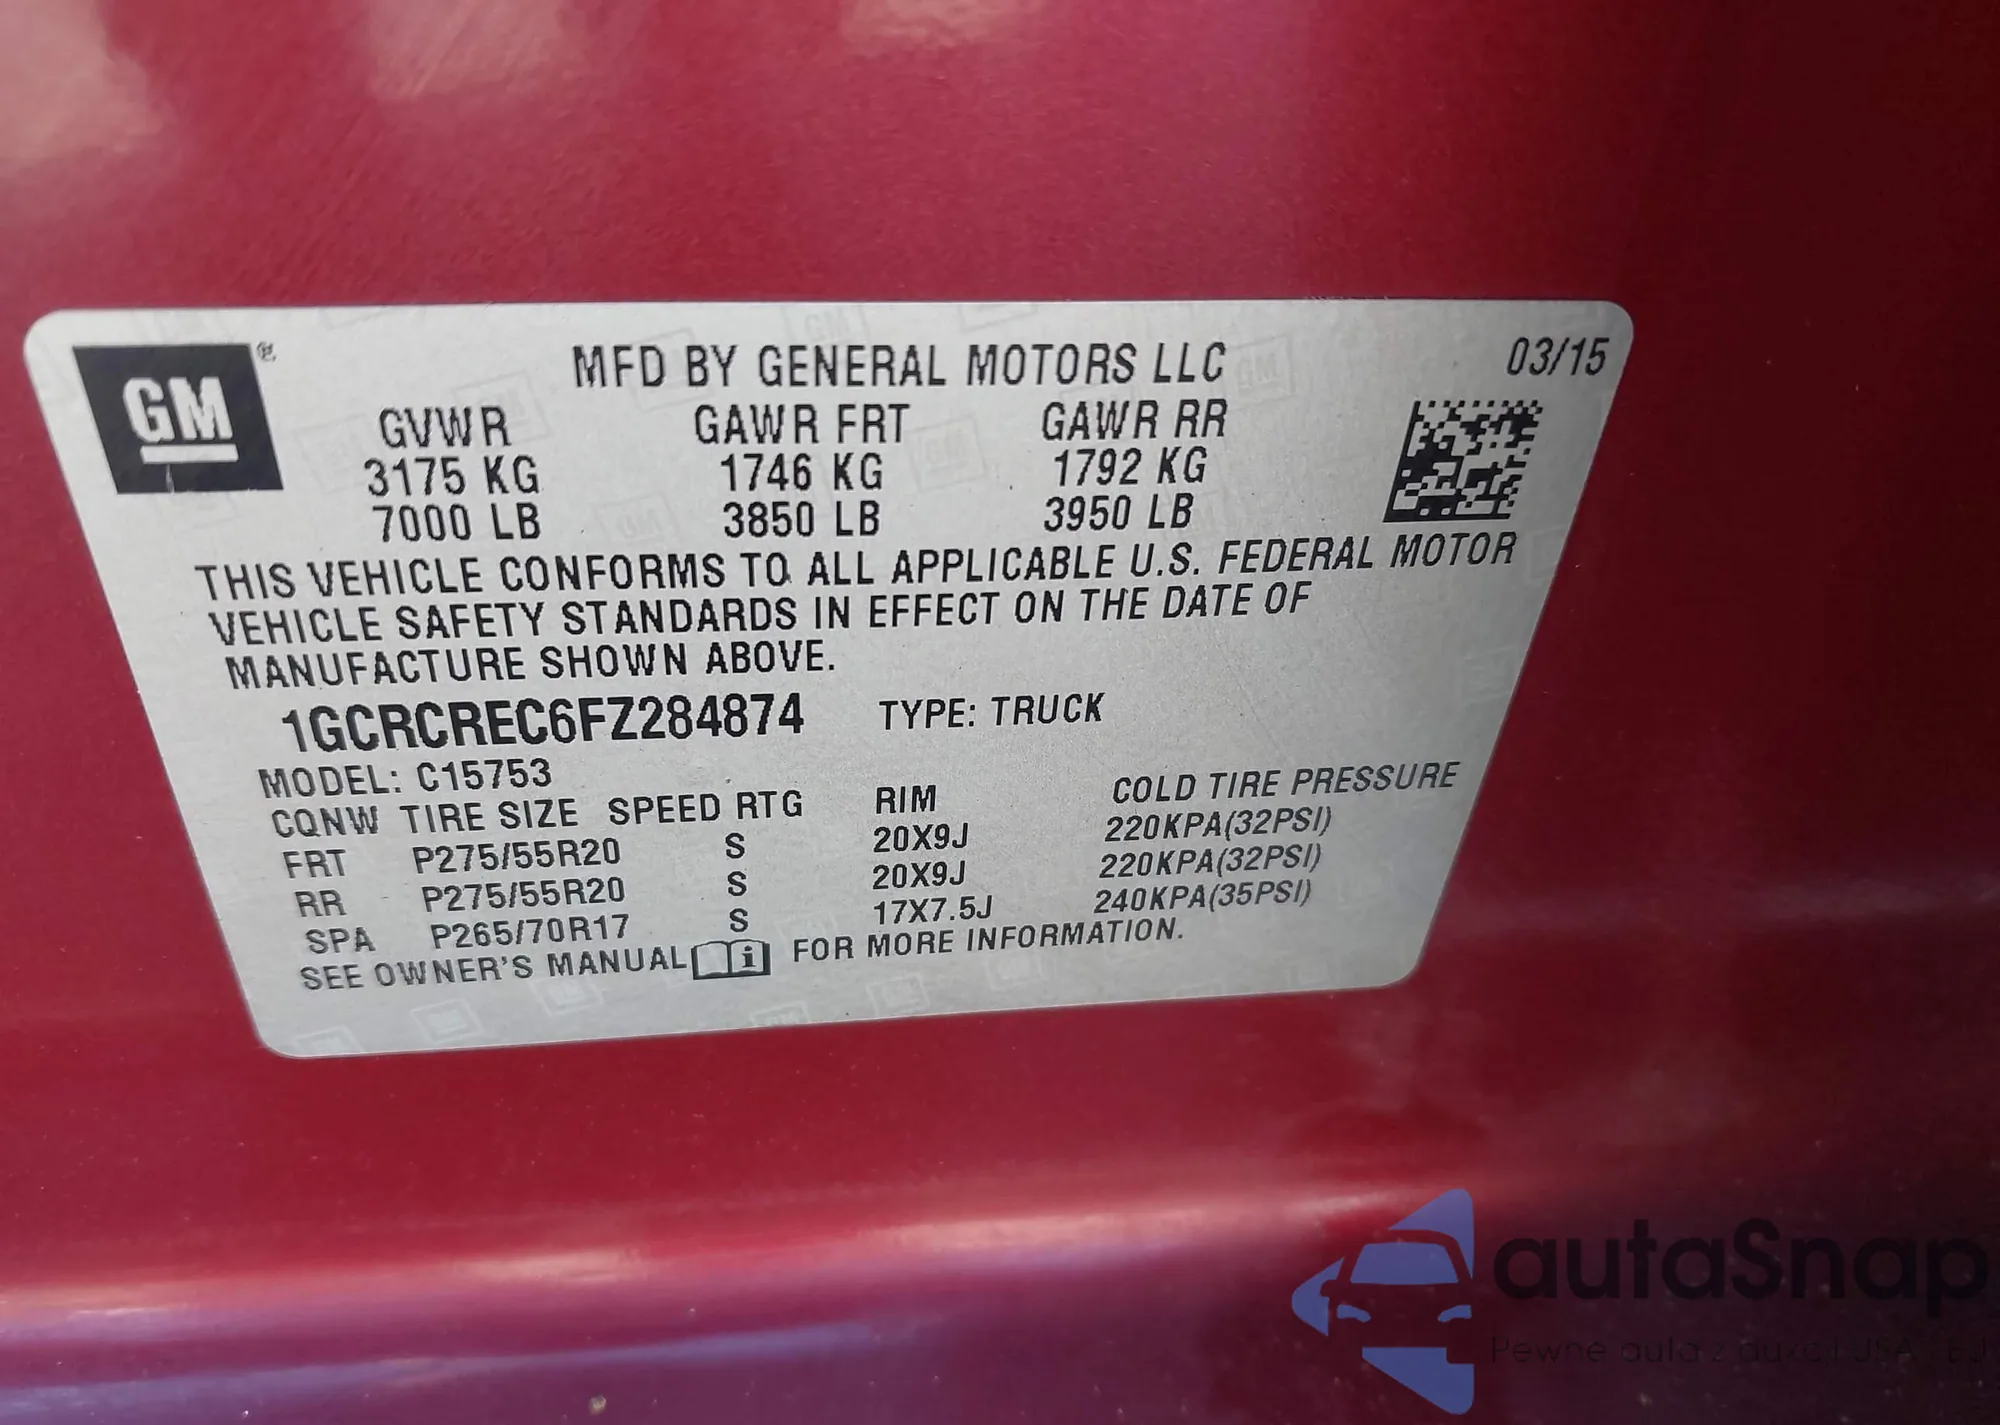 GM®
MFD BY GENERAL MOTORS LLC 03/15
GVWR GAWR FRT GAWR RR
3175 KG 1746 KG 1792 KG
7000 LB 3850 LB 3950 LB
THIS VEHICLE CONFORMS TO ALL APPLICABLE U.S. FEDERAL MOTOR
VEHICLE SAFETY STANDARDS IN EFFECT ON THE DATE OF
MANUFACTURE SHOWN ABOVE.
1GCRCREC6FZ284874 TYPE: TRUCK
MODEL: C15753
CQNW TIRE SIZE SPEED RTG RIM COLD TIRE PRESSURE
FRT P275/55R20 S 20X9J 220KPA(32PSI)
RR P275/55R20 S 20X9J 220KPA(32PSI)
SPA P265/70R17 S 17X7.5J 240KPA(35PSI)
SEE OWNER'S MANUAL i FOR MORE INFORMATION.
autaSnap
Pewne auta z aukcji USA